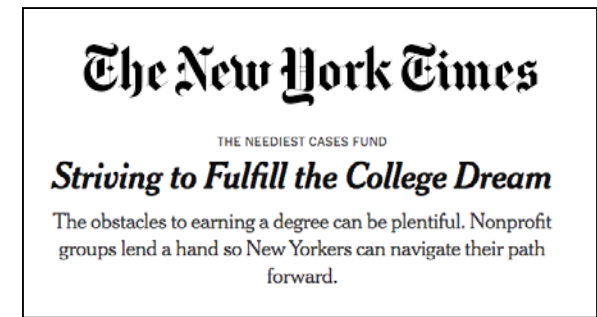 The New York Times
THE NEEDIEST CASES FUND
Striving to Fulfill the College Dream
The obstacles to earning a degree can be plentiful. Nonprofit
groups lend a hand so New Yorkers can navigate their path
forward.